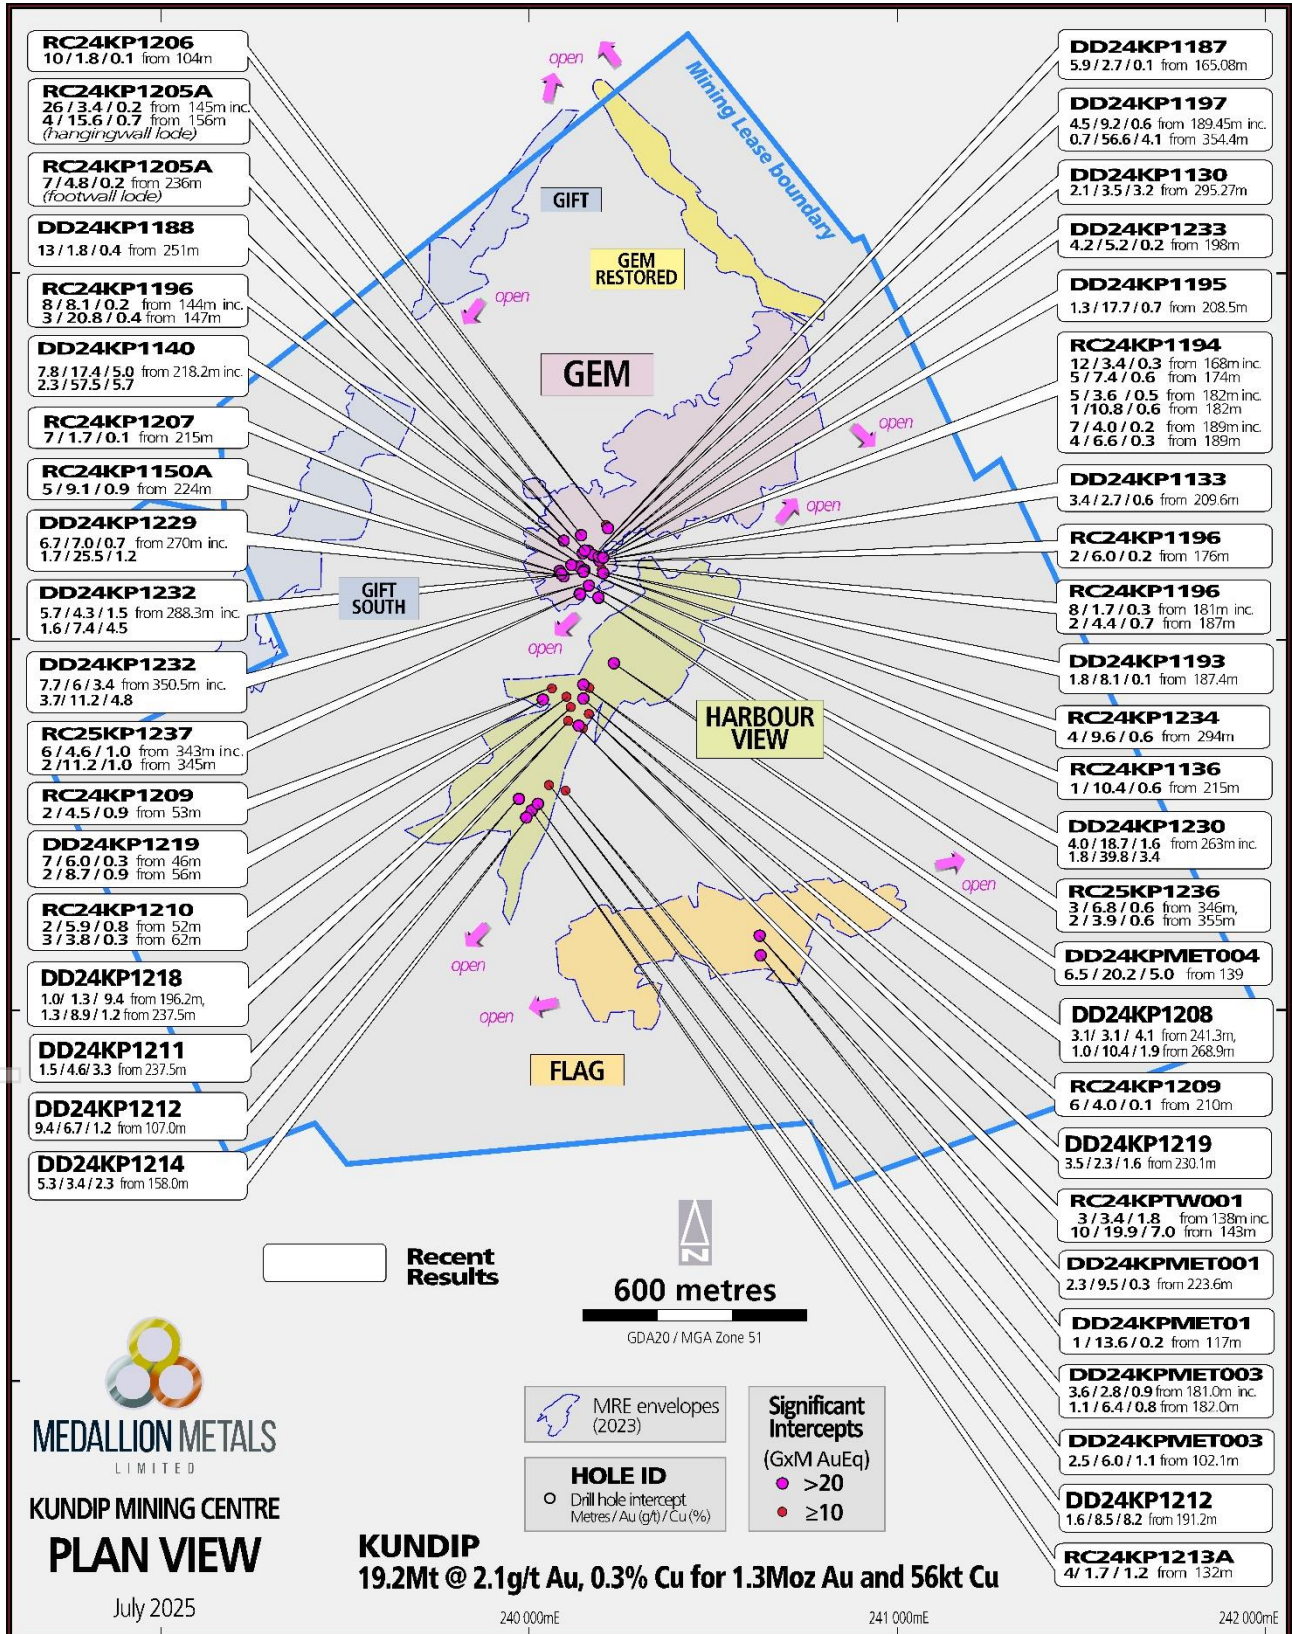 RC24KP1206
10 / 1.8 / 0.1 from 104m
RC24KP1205A
26 / 3.4 / 0.2 from 145m inc.
4 / 15.6 / 0.7 from 156m
(hangingwall lode)
RC24KP1205A
7 / 4.8 / 0.2 from 236m
(footwall lode)
DD24KP1188
13 / 1.8 / 0.4 from 251m
RC24KP1196
8 / 8.1 / 0.2 from 144m inc.
3 / 20.8 / 0.4 from 147m
DD24KP1140
7.8 / 17.4 / 5.0 from 218.2m inc.
2.3 / 57.5 / 5.7
RC24KP1207
7 / 1.7 / 0.1 from 215m
RC24KP1150A
5 / 9.1 / 0.9 from 224m
DD24KP1229
6.7 / 7.0 / 0.7 from 270m inc.
1.7 / 25.5 / 1.2
DD24KP1232
5.7 / 4.3 / 1.5 from 288.3m inc.
1.6 / 7.4 / 4.5
DD24KP1232
7.7 / 6 / 3.4 from 350.5m inc.
3.7 / 11.2 / 4.8
RC25KP1237
6 / 4.6 / 1.0 from 343m inc.
2 / 11.2 / 1.0 from 345m
RC24KP1209
2 / 4.5 / 0.9 from 53m
DD24KP1219
7 / 6.0 / 0.3 from 46m
2 / 8.7 / 0.9 from 56m
RC24KP1210
2 / 5.9 / 0.8 from 52m
3 / 3.8 / 0.3 from 62m
DD24KP1218
1.0 / 1.3 / 9.4 from 196.2m,
1.3 / 8.9 / 1.2 from 237.5m
DD24KP1211
1.5 / 4.6 / 3.3 from 237.5m
DD24KP1212
9.4 / 6.7 / 1.2 from 107.0m
DD24KP1214
5.3 / 3.4 / 2.3 from 158.0m
open
open
GIFT
GEM
RESTORED
GEM
Mining Lease boundary
open
open
GIFT
SOUTH
open
HARBOUR
VIEW
open
open
open
FLAG
DD24KP1187
5.9 / 2.7 / 0.1 from 165.08m
DD24KP1197
4.5 / 9.2 / 0.6 from 189.45m inc.
0.7 / 56.6 / 4.1 from 354.4m
DD24KP1130
2.1 / 3.5 / 3.2 from 295.27m
DD24KP1233
4.2 / 5.2 / 0.2 from 198m
DD24KP1195
1.3 / 17.7 / 0.7 from 208.5m
RC24KP1194
12 / 3.4 / 0.3 from 168m inc.
5 / 7.4 / 0.6 from 174m
5 / 3.6 / 0.5 from 182m inc.
1 / 10.8 / 0.6 from 182m
7 / 4.0 / 0.2 from 189m inc.
4 / 6.6 / 0.3 from 189m
DD24KP1133
3.4 / 2.7 / 0.6 from 209.6m
RC24KP1196
2 / 6.0 / 0.2 from 176m
RC24KP1196
8 / 1.7 / 0.3 from 181m inc.
2 / 4.4 / 0.7 from 187m
DD24KP1193
1.8 / 8.1 / 0.1 from 187.4m
RC24KP1234
4 / 9.6 / 0.6 from 294m
RC24KP1136
1 / 10.4 / 0.6 from 215m
DD24KP1230
4.0 / 18.7 / 1.6 from 263m inc.
1.8 / 39.8 / 3.4
RC25KP1236
3 / 6.8 / 0.6 from 346m,
2 / 3.9 / 0.6 from 355m
DD24KPMET004
6.5 / 20.2 / 5.0 from 139
DD24KP1208
3.1 / 3.1 / 4.1 from 241.3m,
1.0 / 10.4 / 1.9 from 268.9m
RC24KP1209
6 / 4.0 / 0.1 from 210m
DD24KP1219
3.5 / 2.3 / 1.6 from 230.1m
RC24KPTW001
3 / 3.4 / 1.8 from 138m inc.
10 / 19.9 / 7.0 from 143m
DD24KPMET001
2.3 / 9.5 / 0.3 from 223.6m
DD24KPMET01
1 / 13.6 / 0.2 from 117m
DD24KPMET003
3.6 / 2.8 / 0.9 from 181.0m inc.
1.1 / 6.4 / 0.8 from 182.0m
DD24KPMET003
2.5 / 6.0 / 1.1 from 102.1m
DD24KP1212
1.6 / 8.5 / 8.2 from 191.2m
RC24KP1213A
4 / 1.7 / 1.2 from 132m
Recent
Results
N
600 metres
GDA20 / MGA Zone 51
MRE envelopes
(2023)
HOLE ID
Drill hole intercept
Metres / Au (g/t) / Cu (%)
Significant
Intercepts
(GxM AuEq)
>20
≥10
MEDALLION METALS
LIMITED
KUNDIP MINING CENTRE
PLAN VIEW
July 2025
KUNDIP
19.2Mt @ 2.1g/t Au, 0.3% Cu for 1.3Moz Au and 56kt Cu
240 000mE
241 000mE
242 000mE